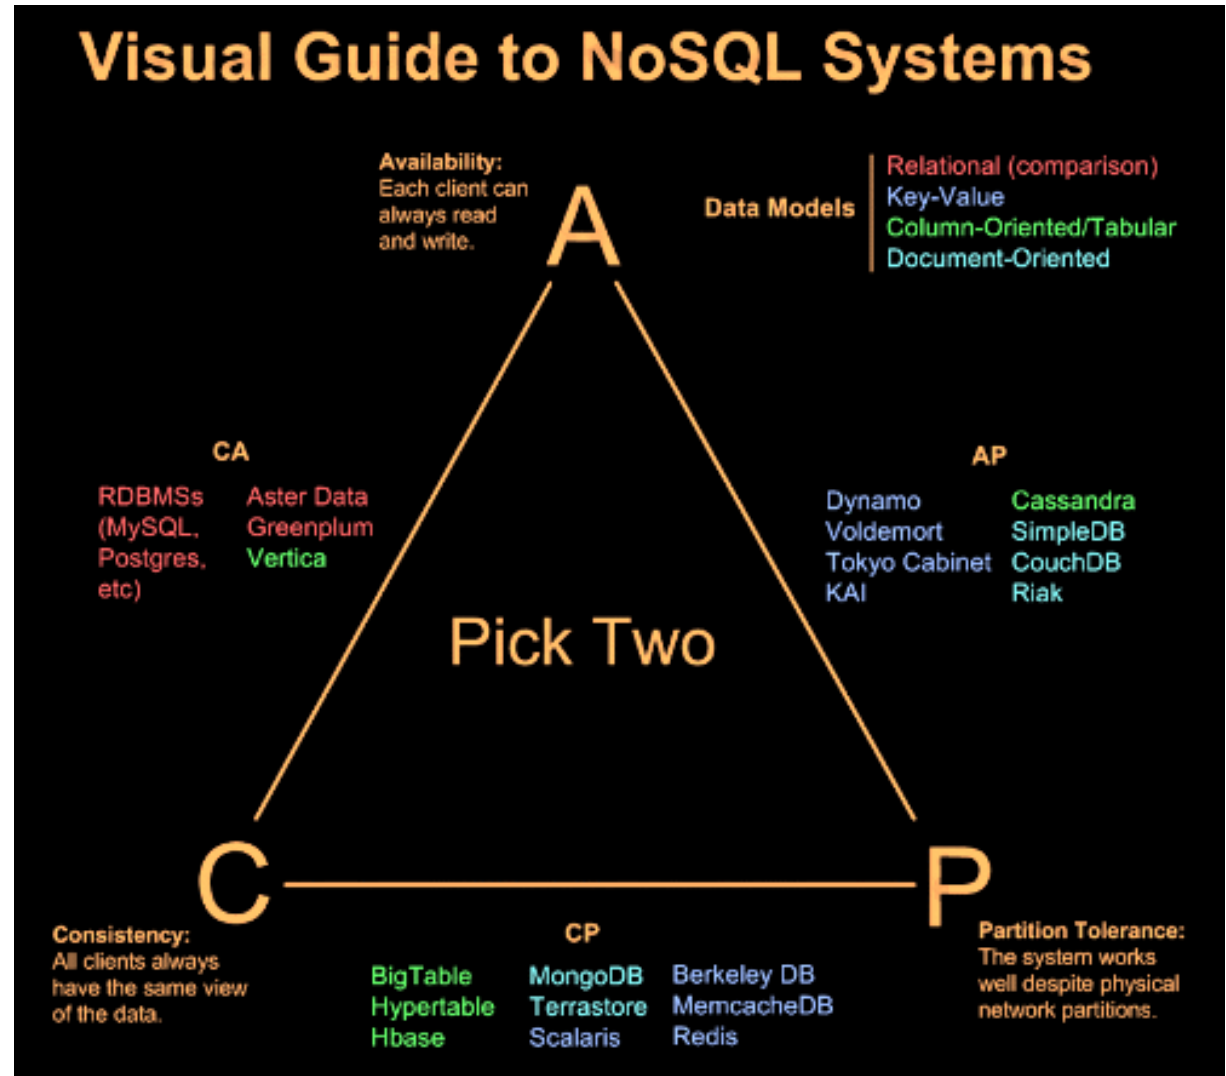 Visual Guide to NoSQL Systems
Availability:
Each client can
always read
and write.
A
Data Models
Relational (comparison)
Key-Value
Column-Oriented/Tabular
Document-Oriented
CA
RDBMSs
(MySQL,
Postgres,
etc)
Aster Data
Greenplum
Vertica
AP
Dynamo
Voldemort
Tokyo Cabinet
KAI
Cassandra
SimpleDB
CouchDB
Riak
Pick Two
C
P
Consistency:
All clients always
have the same view
of the data.
CP
BigTable
Hypertable
Hbase
MongoDB
Terrastore
Scalaris
Berkeley DB
MemcacheDB
Redis
Partition Tolerance:
The system works
well despite physical
network partitions.